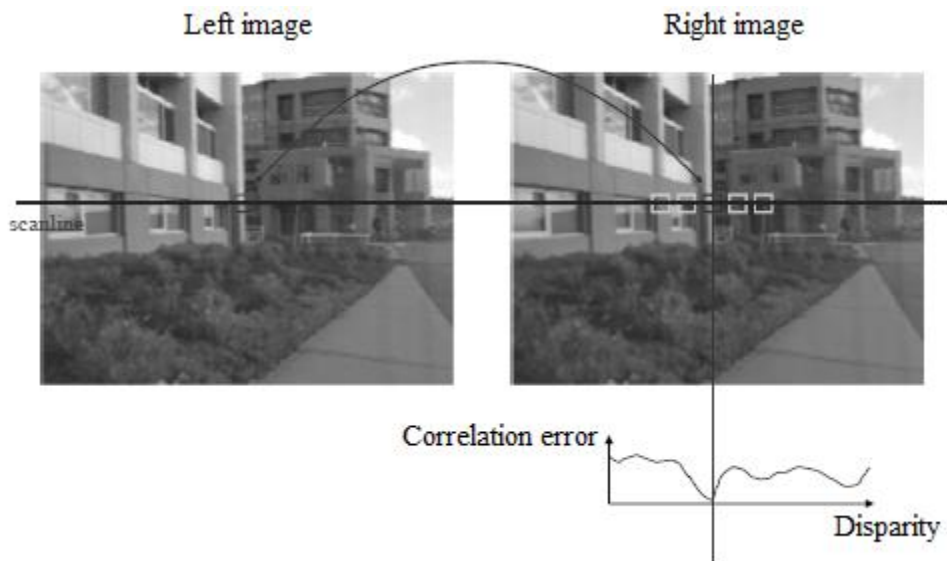 Left image
Right image
scanline
Correlation error
Disparity